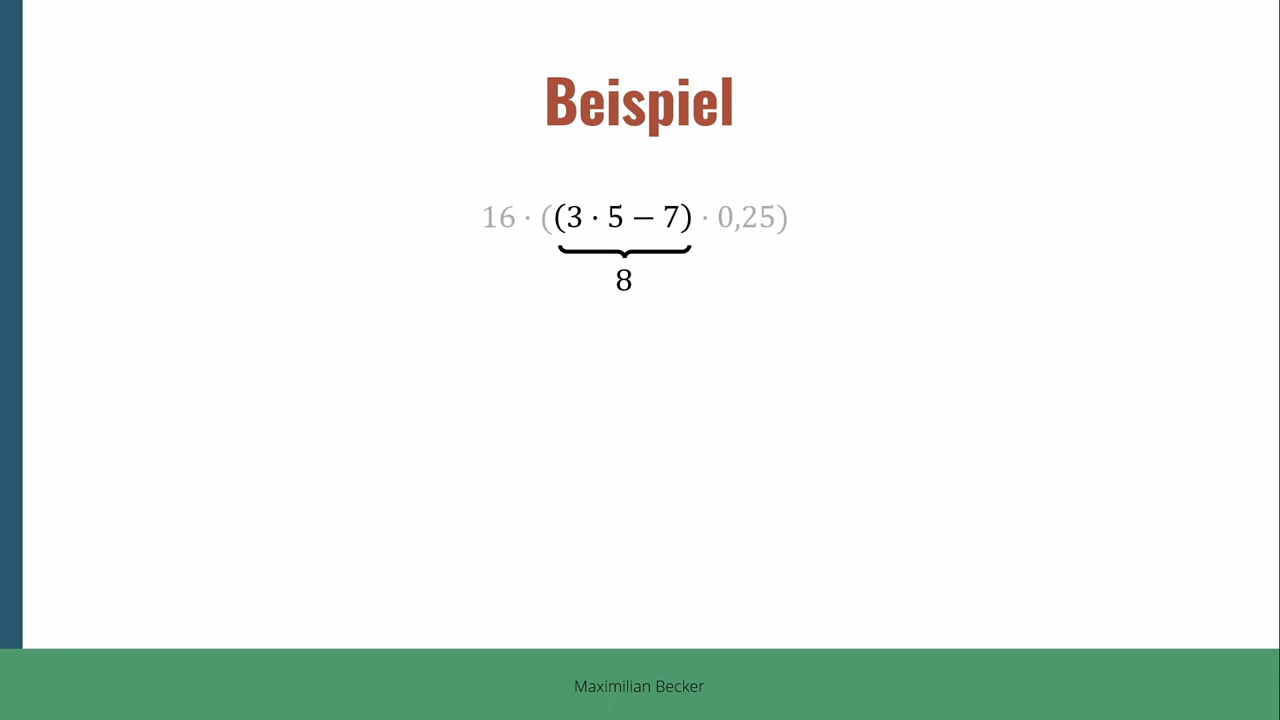 Beispiel
16 · ((3 · 5 − 7) · 0,25)
8
Maximilian Becker